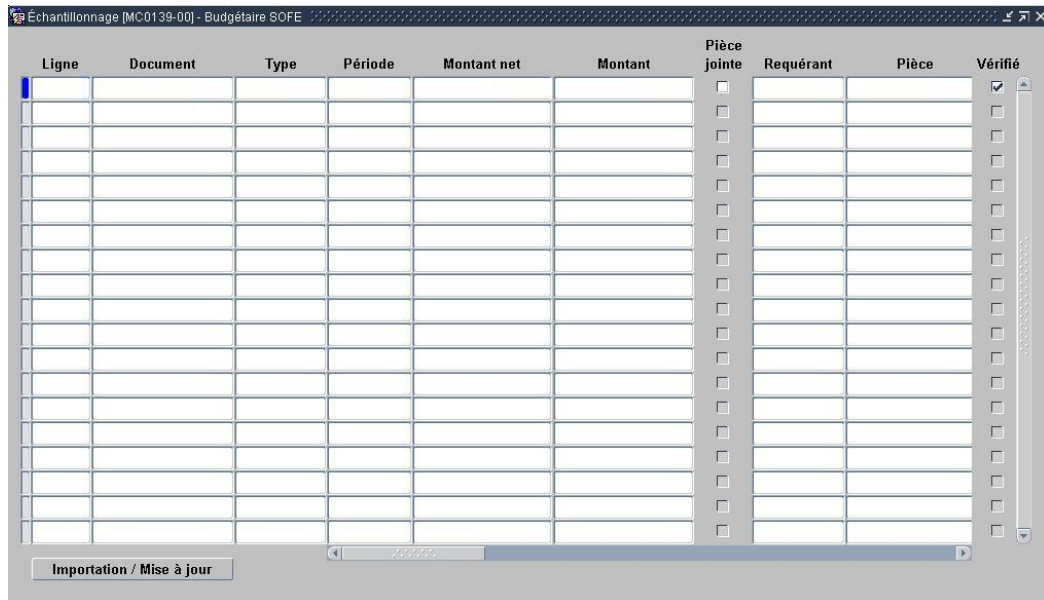 Échantillonnage [MC0139-00] - Budgétaire SOFE
Ligne Document Type Période Montant net Montant Pièce jointe Requérant Pièce Vérifié
Importation / Mise à jour